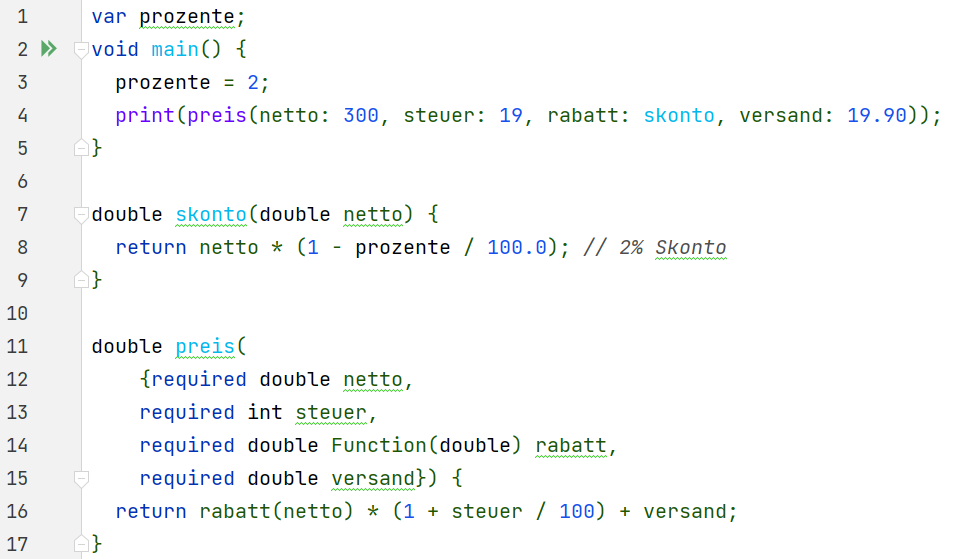 1 var prozente;
2 void main() {
3   prozente = 2;
4   print(preis(netto: 300, steuer: 19, rabatt: skonto, versand: 19.90));
5 }
6
7 double skonto(double netto) {
8   return netto * (1 - prozente / 100.0); // 2% Skonto
9 }
10
11 double preis(
12     {required double netto,
13     required int steuer,
14     required double Function(double) rabatt,
15     required double versand}) {
16   return rabatt(netto) * (1 + steuer / 100) + versand;
17 }